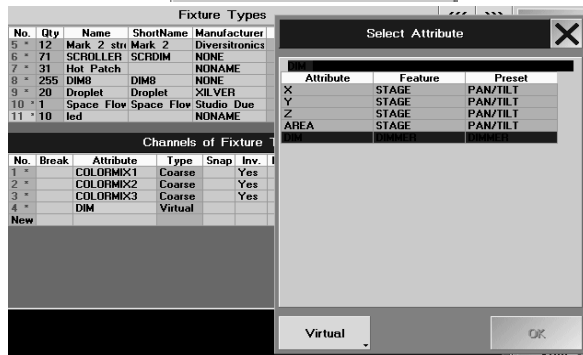 Fixture Types
No. Qty Name ShortName Manufacturer
5 * 12 Mark 2 stro Mark 2 Diversitronics
6 * 71 SCROLLER SCRDIM NONE
7 * 31 Hot Patch NONAME
8 * 255 DIM8 DIM8 NONE
9 * 20 Droplet Droplet XILVER
10 * 1 Space Flow Space Flow Studio Due
11 * 10 led NONAME
Channels of Fixture T
No. Break Attribute Type Snap Inv.
1 * COLORMIX1 Coarse Yes
2 * COLORMIX2 Coarse Yes
3 * COLORMIX3 Coarse Yes
4 * DIM Virtual
New
Select Attribute
DIM
Attribute Feature Preset
X STAGE PAN/TILT
Y STAGE PAN/TILT
Z STAGE PAN/TILT
AREA STAGE PAN/TILT
DIM DIMMER DIMMER
Virtual
OK